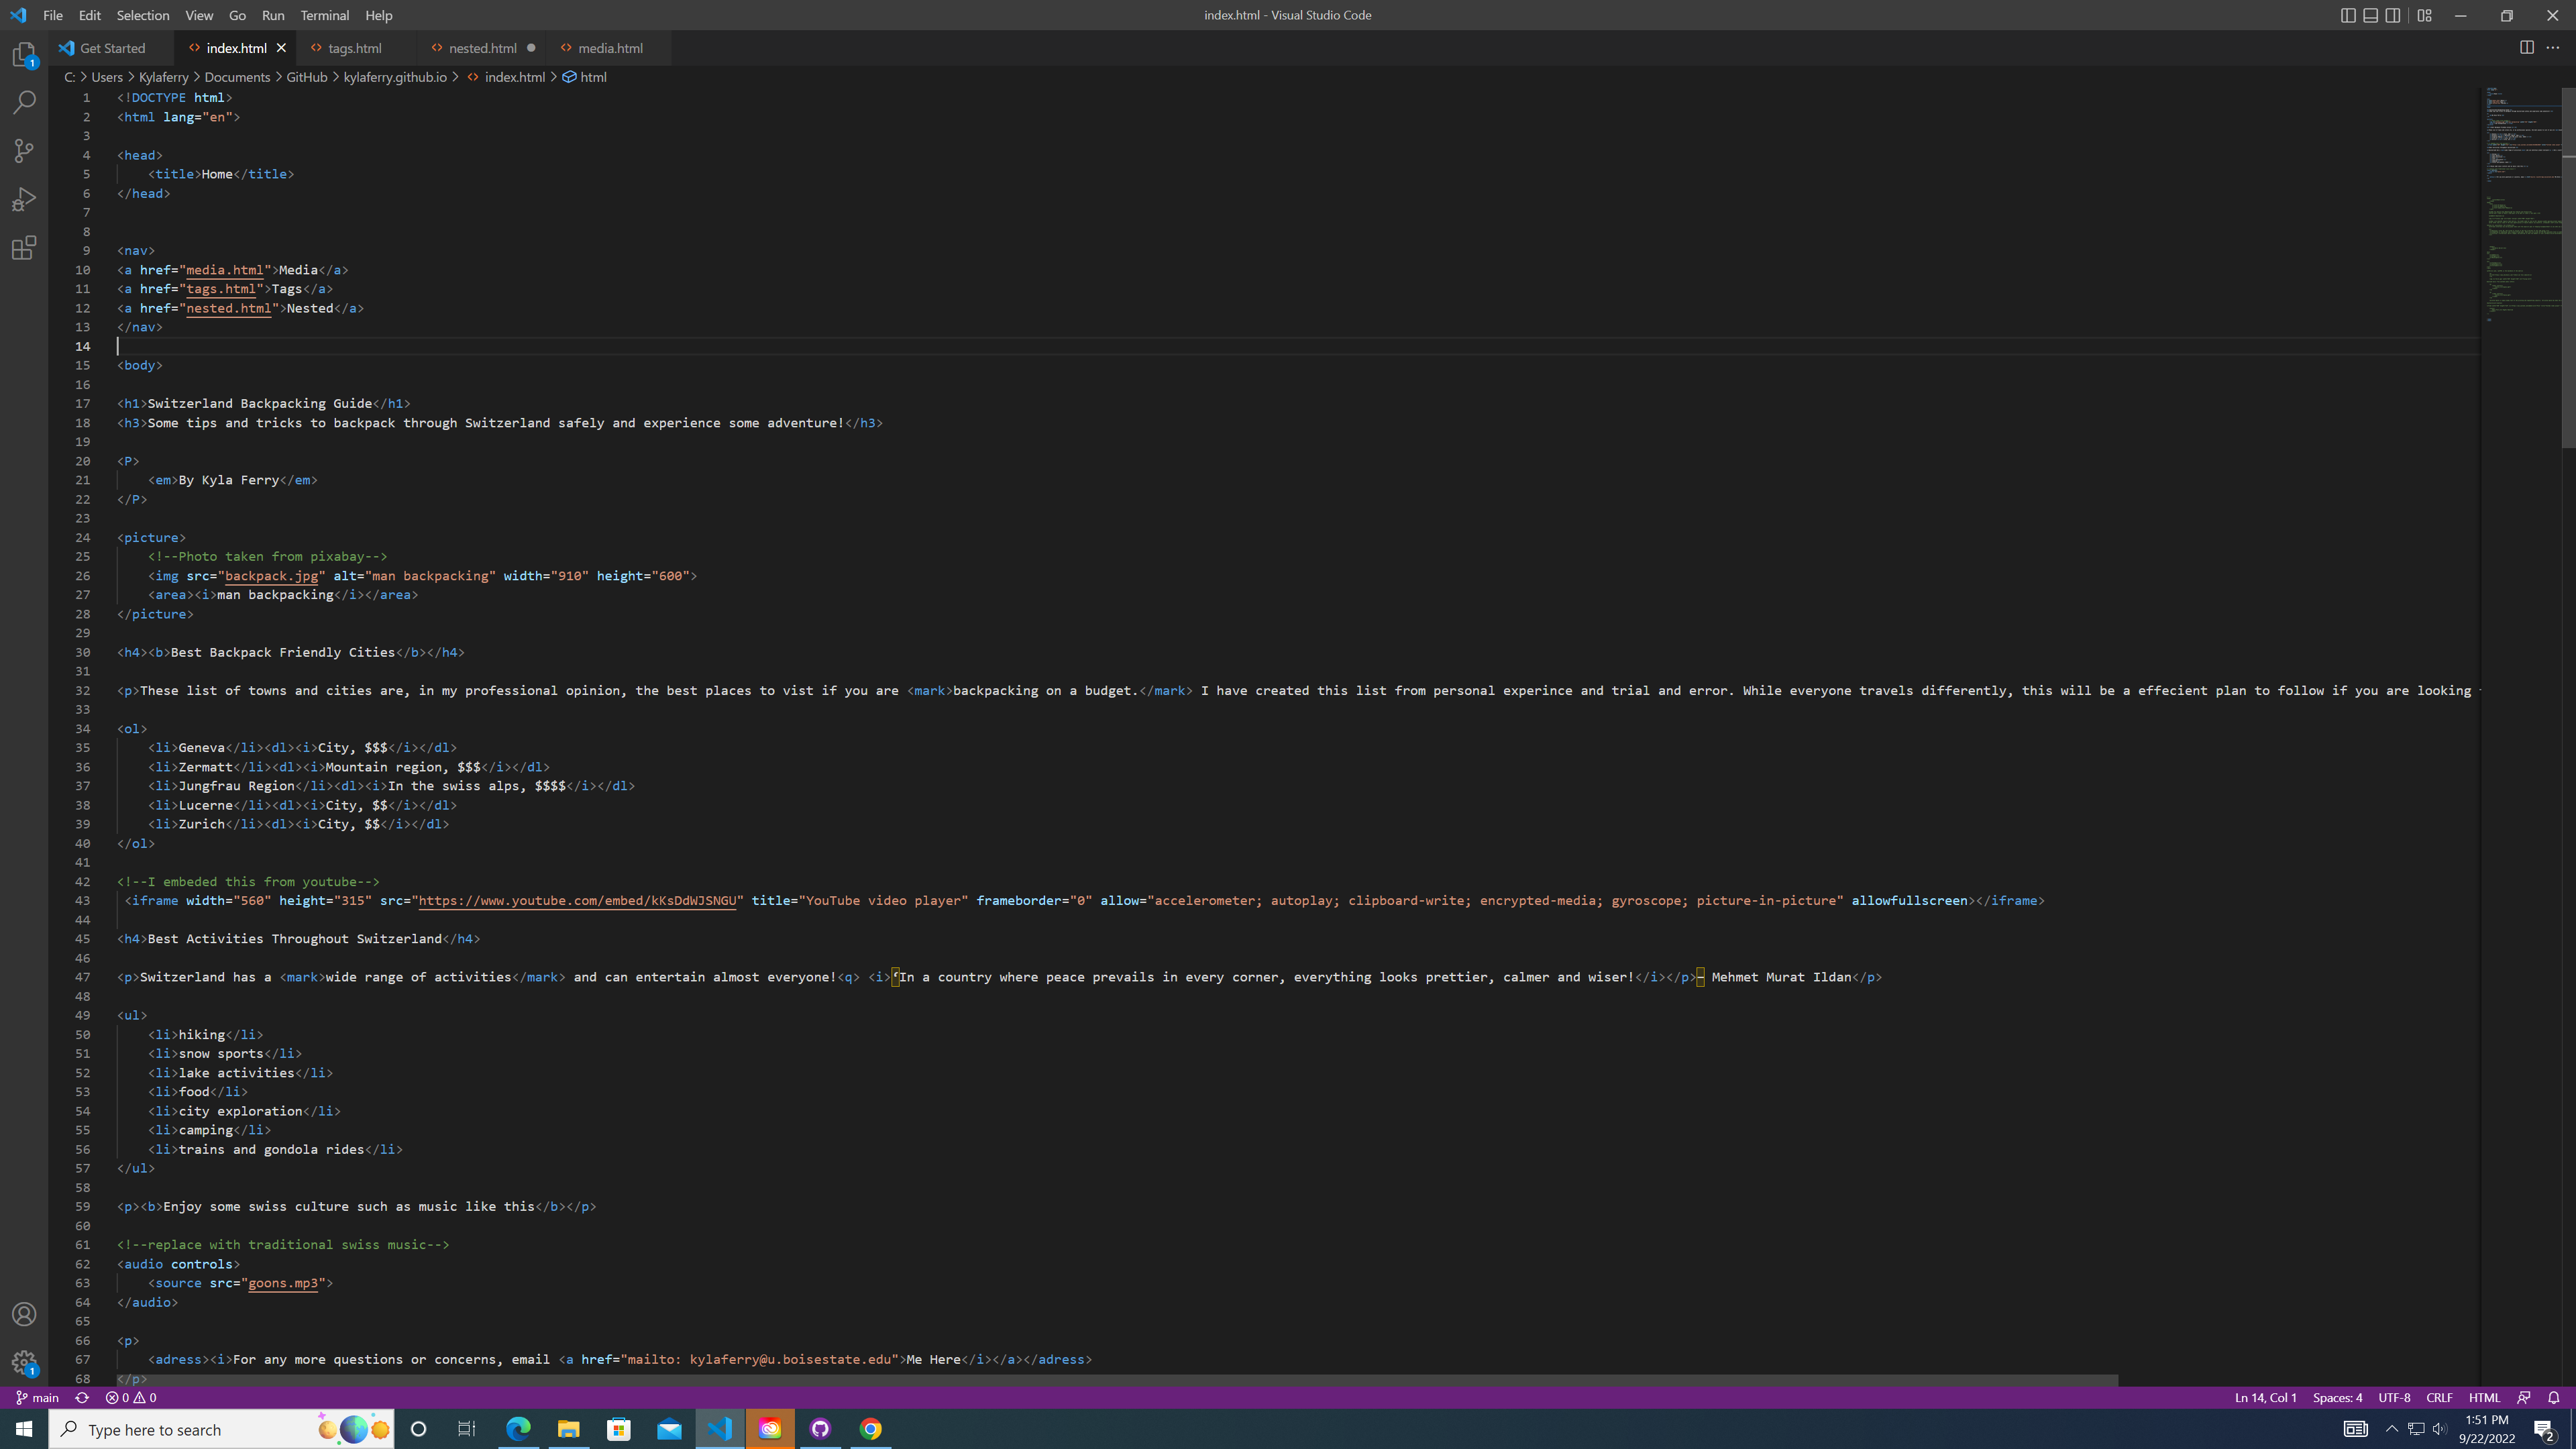 File Edit Selection View Go Run Terminal Help
index.html - Visual Studio Code
Get Started index.html tags.html nested.html media.html
C: > Users > Kylaferry > Documents > GitHub > kylaferry.github.io > index.html > html
1 <!DOCTYPE html>
2 <html lang="en">
3
4 <head>
5 <title>Home</title>
6 </head>
7
8
9 <nav>
10 <a href="media.html">Media</a>
11 <a href="tags.html">Tags</a>
12 <a href="nested.html">Nested</a>
13 </nav>
14
15 <body>
16
17 <h1>Switzerland Backpacking Guide</h1>
18 <h3>Some tips and tricks to backpack through Switzerland safely and experience some adventure!</h3>
19
20 <P>
21 <em>By Kyla Ferry</em>
22 </P>
23
24 <picture>
25 <!--Photo taken from pixabay-->
26 <img src="backpack.jpg" alt="man backpacking" width="910" height="600">
27 <area><i>man backpacking</i></area>
28 </picture>
29
30 <h4><b>Best Backpack Friendly Cities</b></h4>
31
32 <p>These list of towns and cities are, in my professional opinion, the best places to vist if you are <mark>backpacking on a budget.</mark> I have created this list from personal experince and trial and error. While everyone travels differently, this will be a effecient plan to follow if you are looking
33
34 <ol>
35 <li>Geneva</li><dl><i>City, $$$</i></dl>
36 <li>Zermatt</li><dl><i>Mountain region, $$$</i></dl>
37 <li>Jungfrau Region</li><dl><i>In the swiss alps, $$$$</i></dl>
38 <li>Lucerne</li><dl><i>City, $$</i></dl>
39 <li>Zurich</li><dl><i>City, $$</i></dl>
40 </ol>
41
42 <!--I embeded this from youtube-->
43 <iframe width="560" height="315" src="https://www.youtube.com/embed/kKsDdWJSNGU" title="YouTube video player" frameborder="0" allow="accelerometer; autoplay; clipboard-write; encrypted-media; gyroscope; picture-in-picture" allowfullscreen></iframe>
44
45 <h4>Best Activities Throughout Switzerland</h4>
46
47 <p>Switzerland has a <mark>wide range of activities</mark> and can entertain almost everyone!<q> <i>‘In a country where peace prevails in every corner, everything looks prettier, calmer and wiser!</i></p>― Mehmet Murat Ildan</p>
48
49 <ul>
50 <li>hiking</li>
51 <li>snow sports</li>
52 <li>lake activities</li>
53 <li>food</li>
54 <li>city exploration</li>
55 <li>camping</li>
56 <li>trains and gondola rides</li>
57 </ul>
58
59 <p><b>Enjoy some swiss culture such as music like this</b></p>
60
61 <!--replace with traditional swiss music-->
62 <audio controls>
63 <source src="goons.mp3">
64 </audio>
65
66 <p>
67 <adress><i>For any more questions or concerns, email <a href="mailto: kylaferry@u.boisestate.edu">Me Here</i></a></adress>
68 </p>
main 0 0 Ln 14, Col 1 Spaces: 4 UTF-8 CRLF HTML
Type here to search
1:51 PM
9/22/2022
2